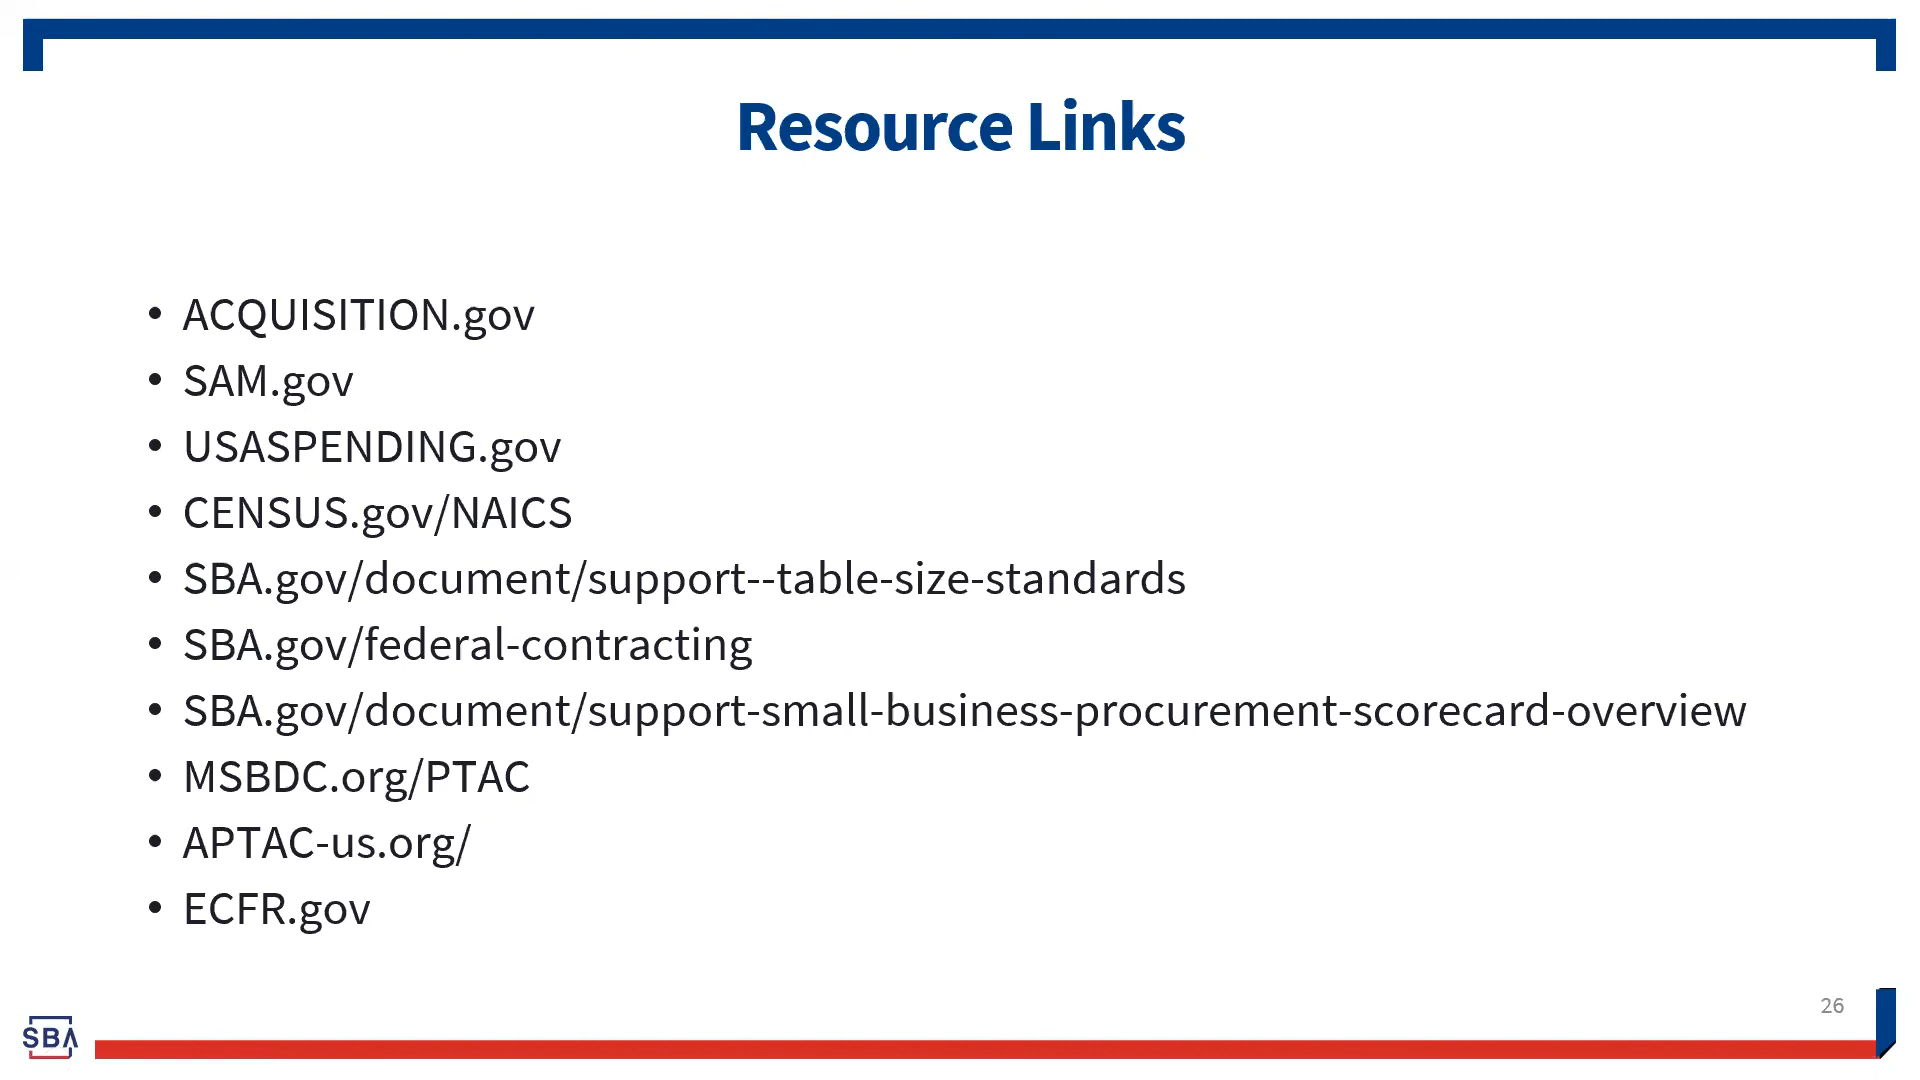 Resource Links
• ACQUISITION.gov
• SAM.gov
• USASPENDING.gov
• CENSUS.gov/NAICS
• SBA.gov/document/support--table-size-standards
• SBA.gov/federal-contracting
• SBA.gov/document/support-small-business-procurement-scorecard-overview
• MSBDC.org/PTAC
• APTAC-us.org/
• ECFR.gov
26
SBA